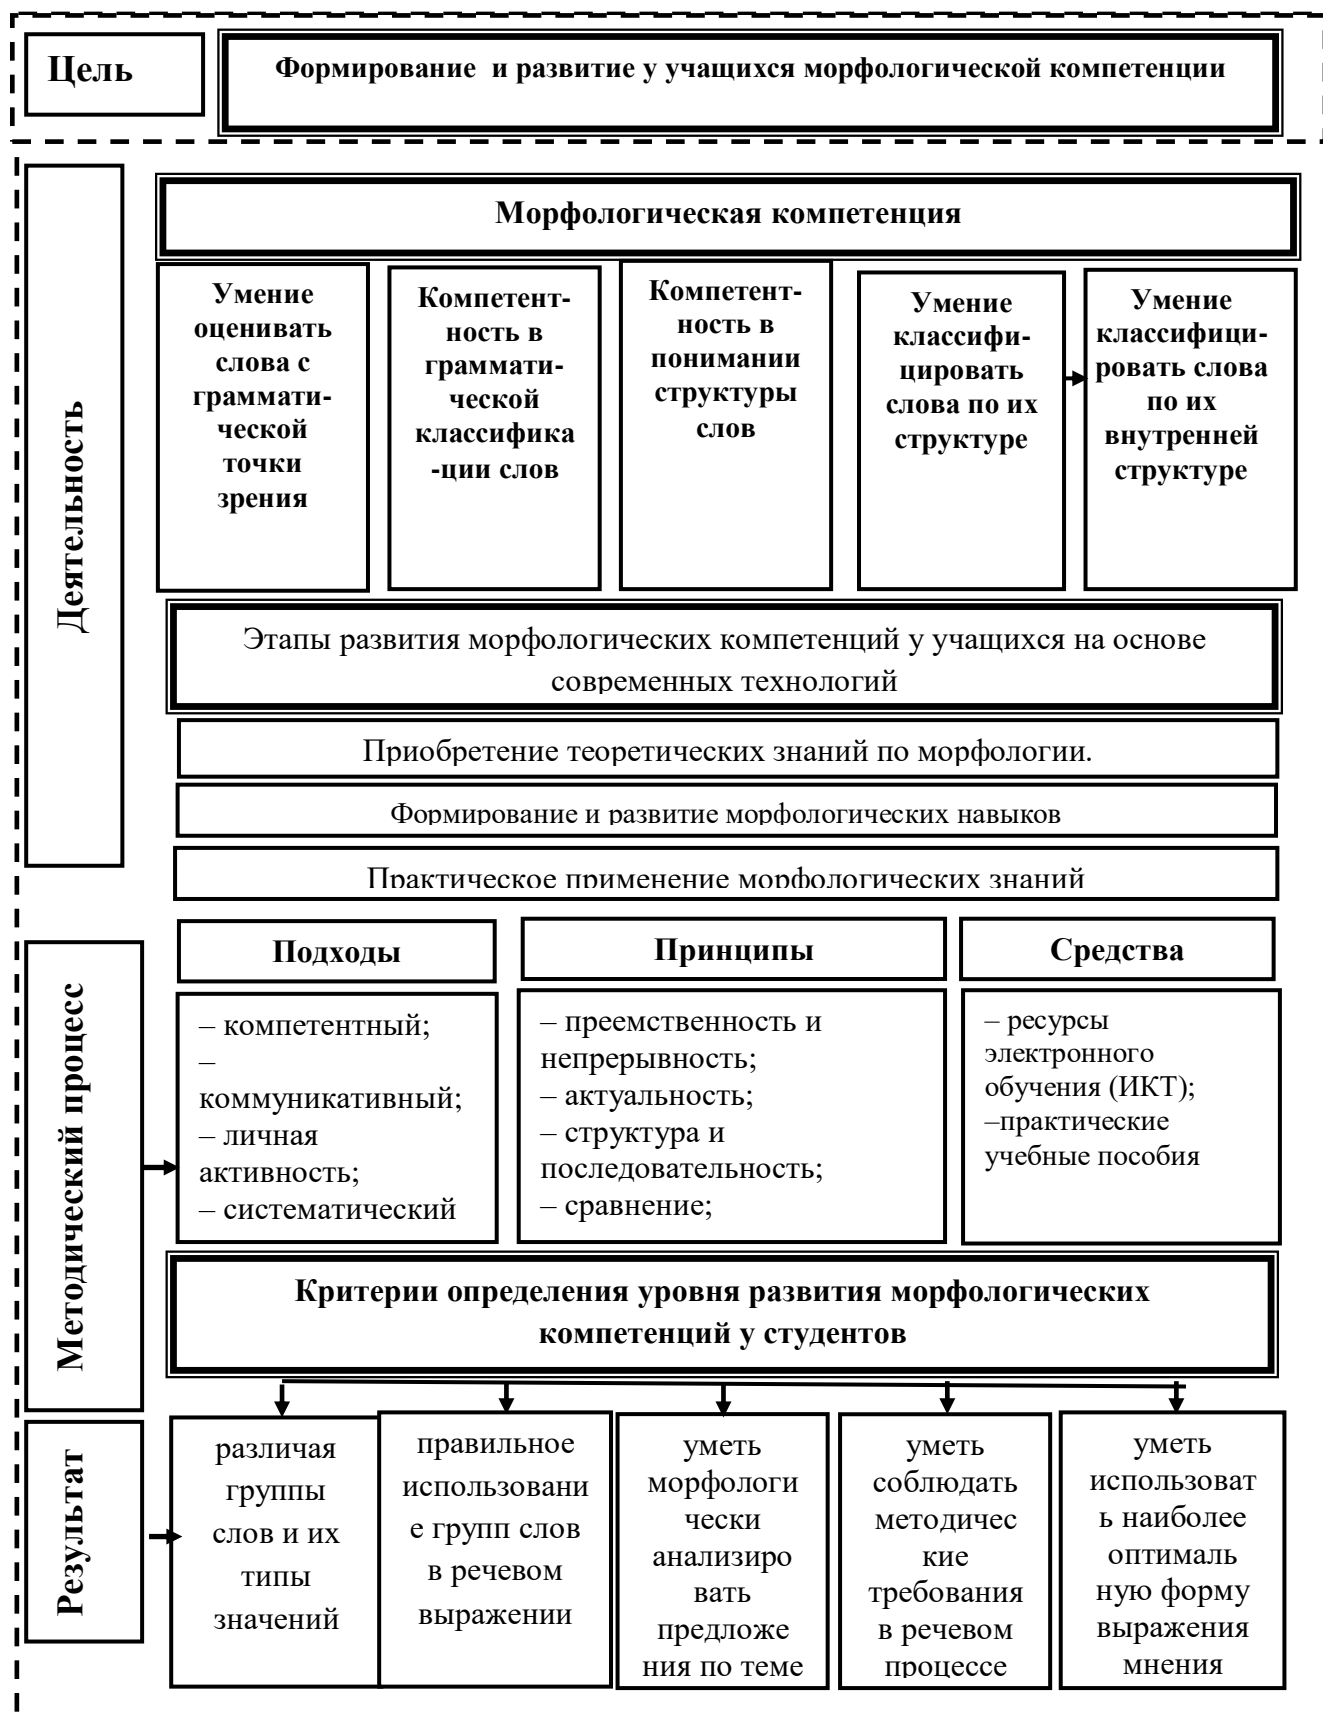 Цель
Формирование и развитие у учащихся морфологической компетенции
Деятельность
Морфологическая компетенция
Умение
оценивать
слова с
граммати-
ческой
точки
зрения
Компетент-
ность в
граммати-
ческой
классифика
-ции слов
Компетент-
ность в
понимании
структуры
слов
Умение
классифи-
цировать
слова по их
структуре
Умение
классифици-
ровать слова
по их
внутренней
структуре
Этапы развития морфологических компетенций у учащихся на основе
современных технологий
Приобретение теоретических знаний по морфологии.
Формирование и развитие морфологических навыков
Практическое применение морфологических знаний
Методический процесс
Подходы
– компетентный;
–
коммуникативный;
– личная
активность;
– систематический
Принципы
– преемственность и
непрерывность;
– актуальность;
– структура и
последовательность;
– сравнение;
Средства
– ресурсы
электронного
обучения (ИКТ);
–практические
учебные пособия
Критерии определения уровня развития морфологических
компетенций у студентов
Результат
различая
группы
слов и их
типы
значений
правильное
использовани
е групп слов
в речевом
выражении
уметь
морфологи
чески
анализиро
вать
предложе
ния по теме
уметь
соблюдать
методичес
кие
требования
в речевом
процессе
уметь
использоват
ь наиболее
оптималь
ную форму
выражения
мнения